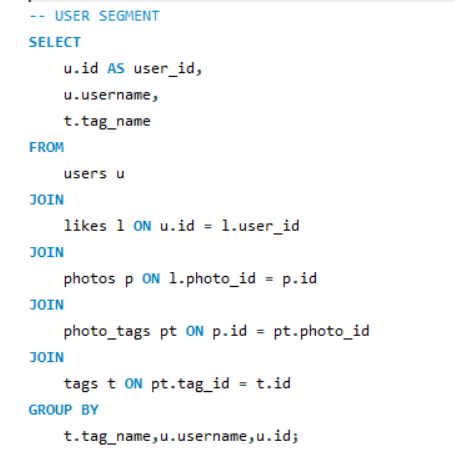 -- USER SEGMENT
SELECT
    u.id AS user_id,
    u.username,
    t.tag_name
FROM
    users u
JOIN
    likes l ON u.id = l.user_id
JOIN
    photos p ON l.photo_id = p.id
JOIN
    photo_tags pt ON p.id = pt.photo_id
JOIN
    tags t ON pt.tag_id = t.id
GROUP BY
    t.tag_name,u.username,u.id;